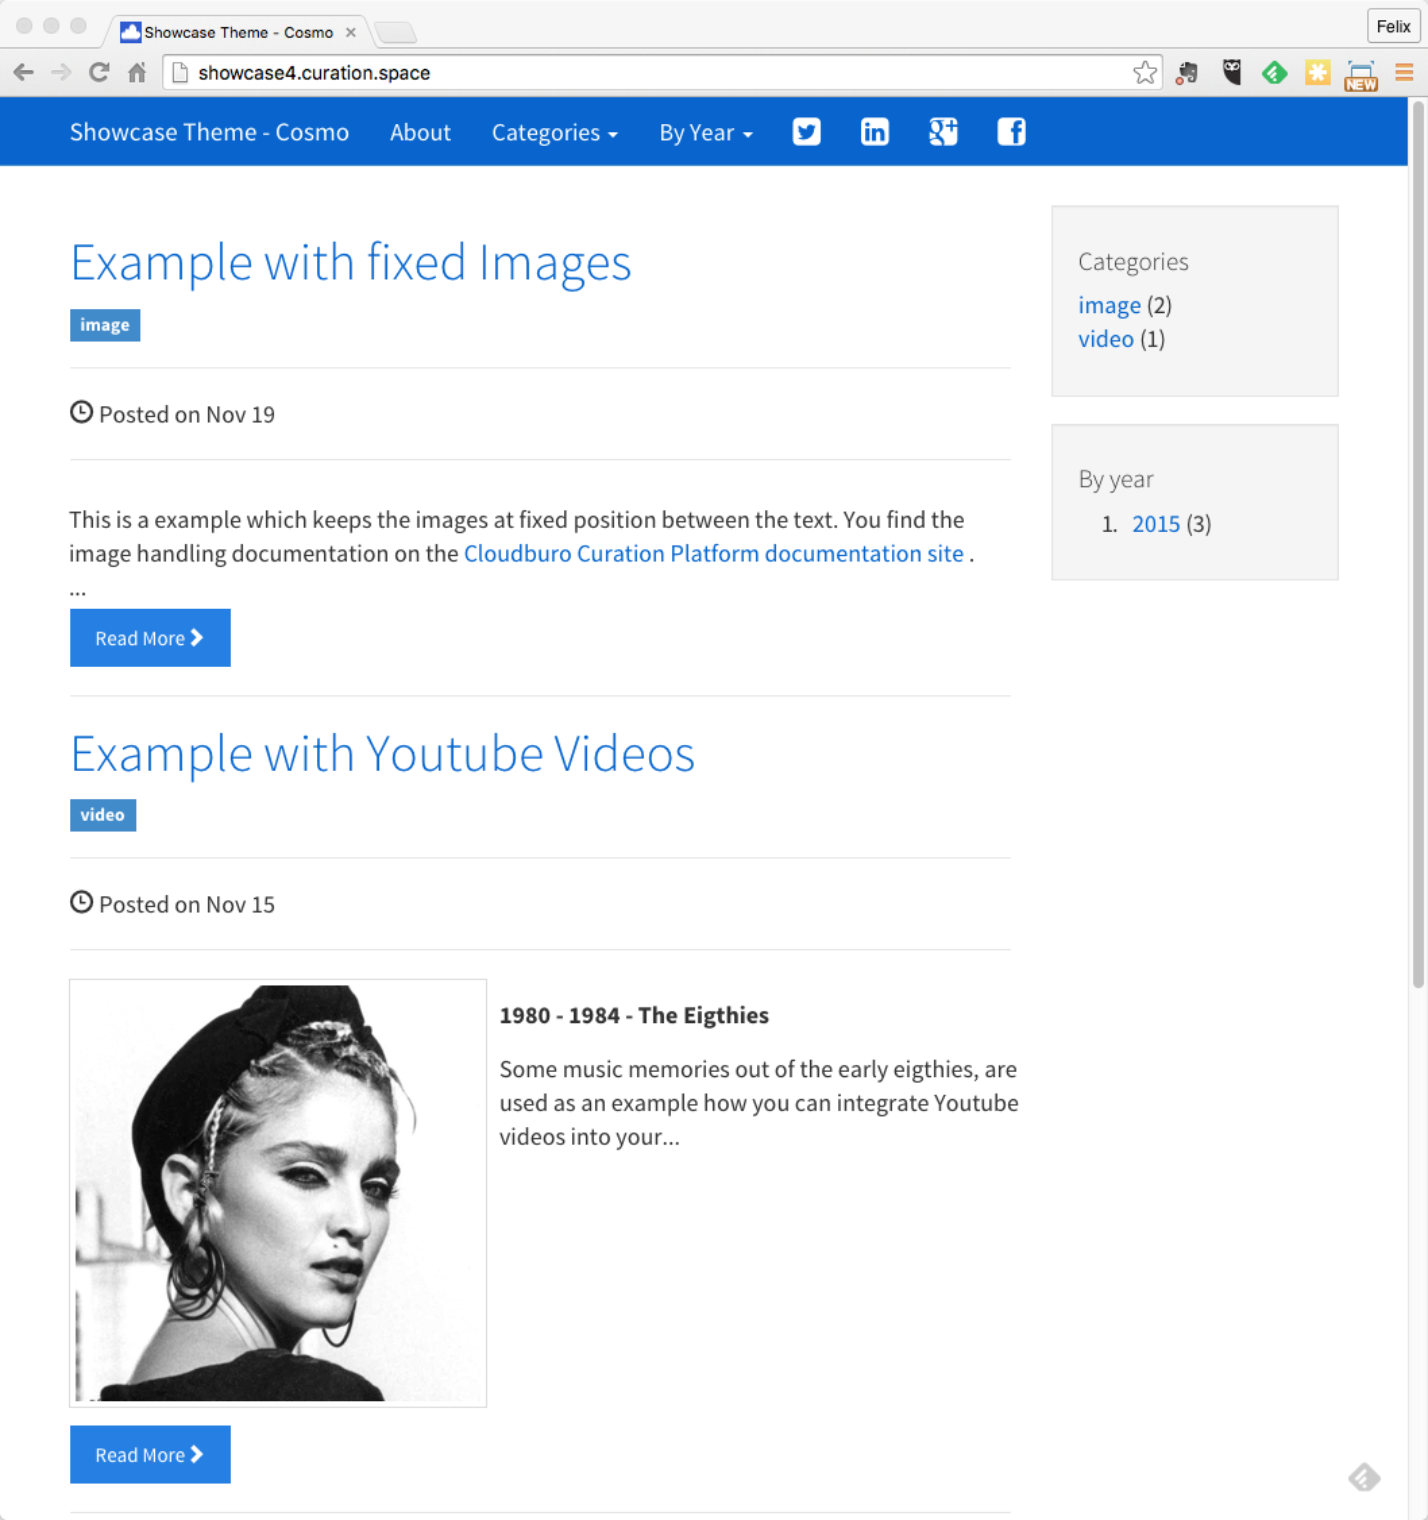 Showcase Theme - Cosmo
Felix
showcase4.curation.space
NEW
Showcase Theme - Cosmo About Categories By Year
Example with fixed Images
image
Posted on Nov 19
This is a example which keeps the images at fixed position between the text. You find the
image handling documentation on the Cloudburo Curation Platform documentation site .
...
Read More
Example with Youtube Videos
video
Posted on Nov 15
1980 - 1984 - The Eigthies
Some music memories out of the early eigthies, are
used as an example how you can integrate Youtube
videos into your...
Read More
Categories
image (2)
video (1)
By year
1. 2015 (3)